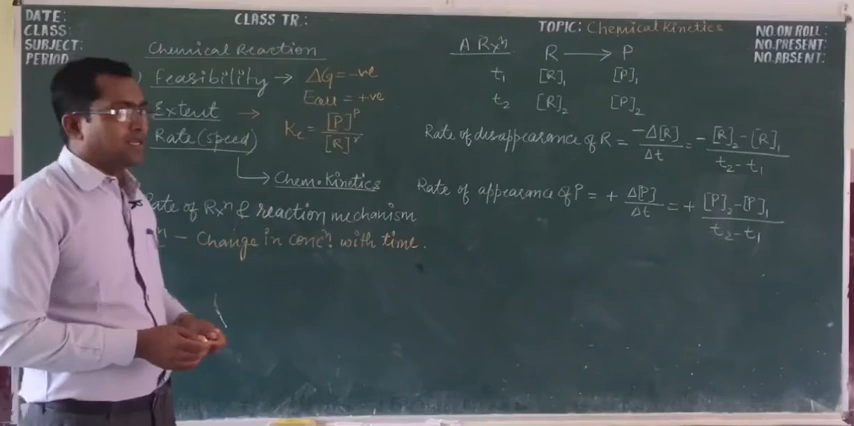 DATE:
CLASS:
SUBJECT:
PERIOD
CLASS TR.:
TOPIC: Chemical Kinetics
NO.ON ROLL:
NO.PRESENT:
NO.ABSENT:
Chemical Reaction
) Feasibility → ΔG = -ve
Ecell = +ve
Extent → Kc = [P]ᵖ / [R]ʳ
Rate (speed)
→ Chem. Kinetics
Rate of Rxⁿ & reaction mechanism
– Change in concⁿ. with time.
A Rxⁿ R → P
t₁ [R]₁ [P]₁
t₂ [R]₂ [P]₂
Rate of disappearance of R = -Δ[R] / Δt = - [R]₂ - [R]₁ / t₂ - t₁
Rate of appearance of P = + Δ[P] / Δt = + [P]₂ - [P]₁ / t₂ - t₁